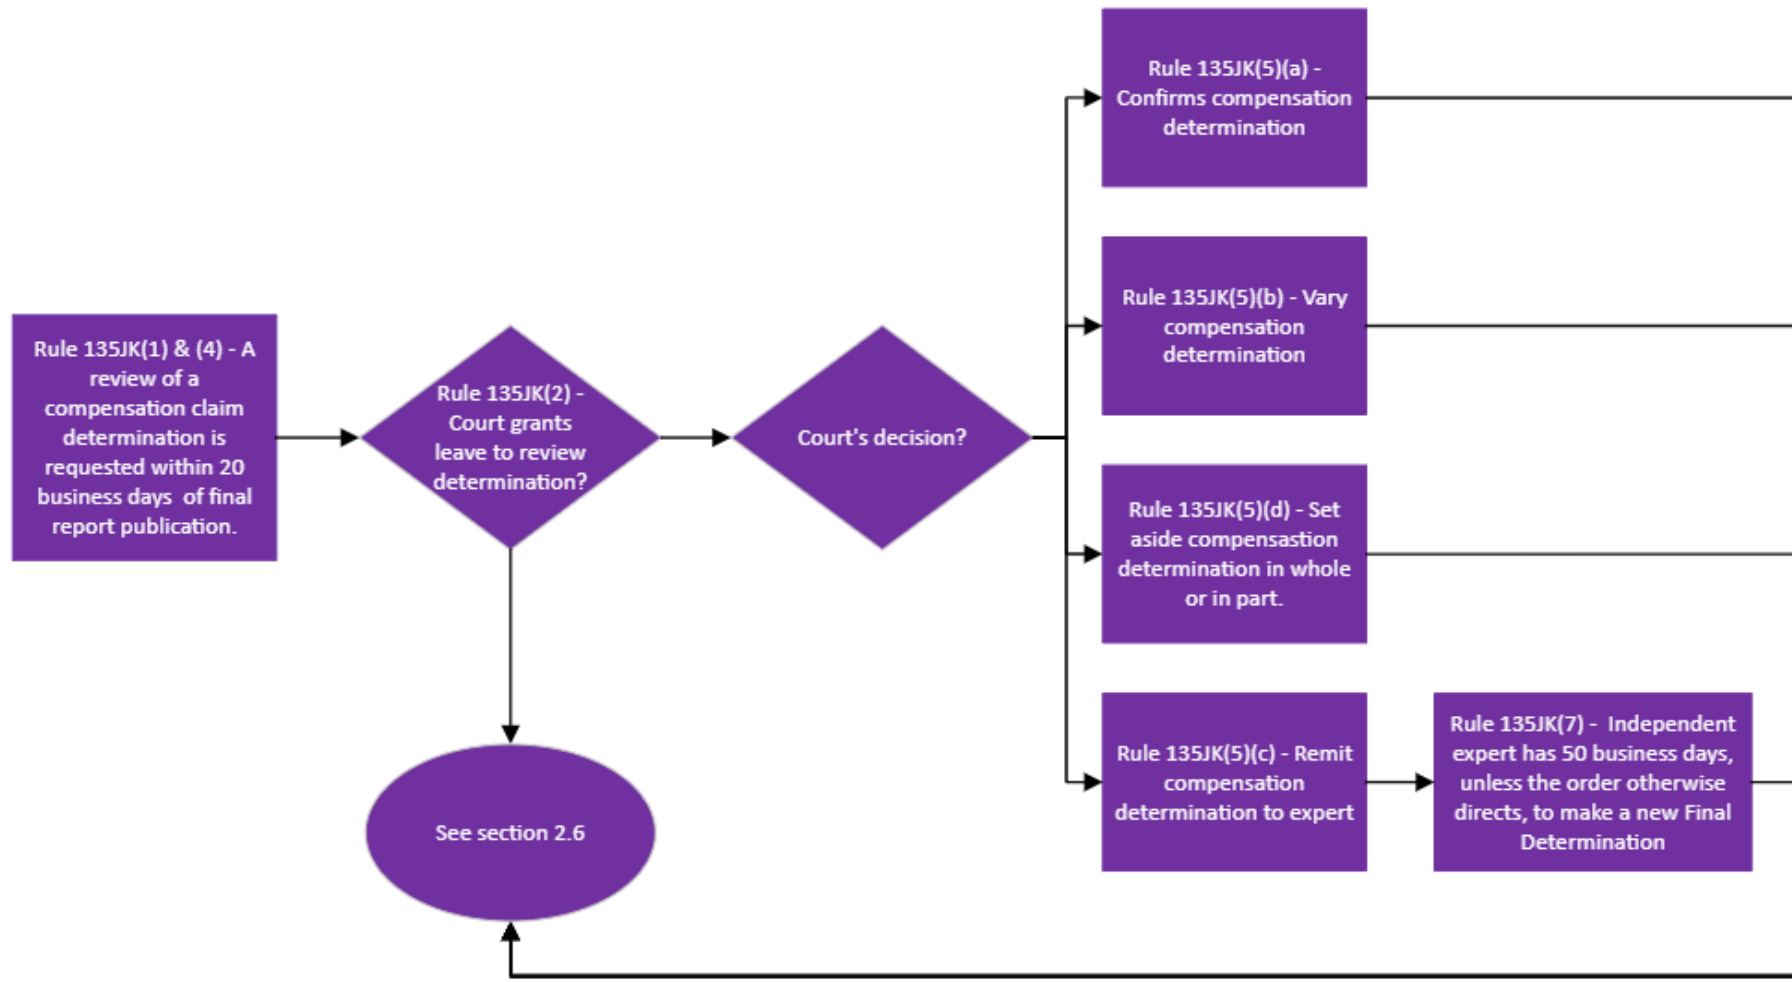 Rule 135JK(1) & (4) - A
review of a
compensation claim
determination is
requested within 20
business days  of final
report publication.
Rule 135JK(2) -
Court grants
leave to review
determination?
See section 2.6
Court's decision?
Rule 135JK(5)(a) -
Confirms compensation
determination
Rule 135JK(5)(b) - Vary
compensation
determination
Rule 135JK(5)(d) - Set
aside compensastion
determination in whole
or in part.
Rule 135JK(5)(c) - Remit
compensation
determination to expert
Rule 135JK(7) -  Independent
expert has 50 business days,
unless the order otherwise
directs, to make a new Final
Determination